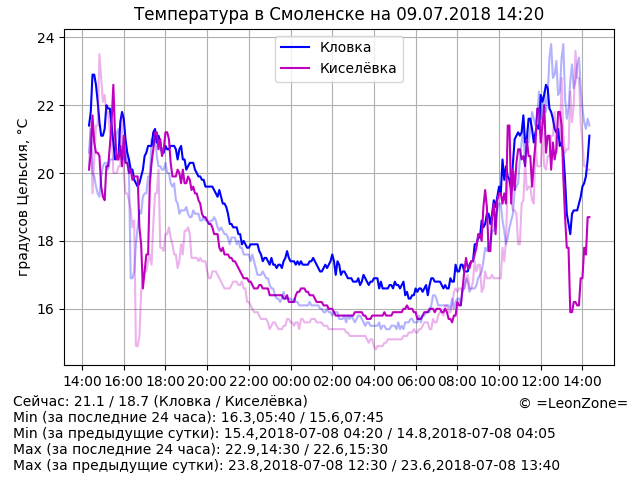 Температура в Смоленске на 09.07.2018 14:20
Кловка
Киселёвка
градусов Цельсия, °C
24
22
20
18
16
14:00 16:00 18:00 20:00 22:00 00:00 02:00 04:00 06:00 08:00 10:00 12:00 14:00
Сейчас: 21.1 / 18.7 (Кловка / Киселёвка)
© =LeonZone=
Min (за последние 24 часа): 16.3,05:40 / 15.6,07:45
Min (за предыдущие сутки): 15.4,2018-07-08 04:20 / 14.8,2018-07-08 04:05
Max (за последние 24 часа): 22.9,14:30 / 22.6,15:30
Max (за предыдущие сутки): 23.8,2018-07-08 12:30 / 23.6,2018-07-08 13:40